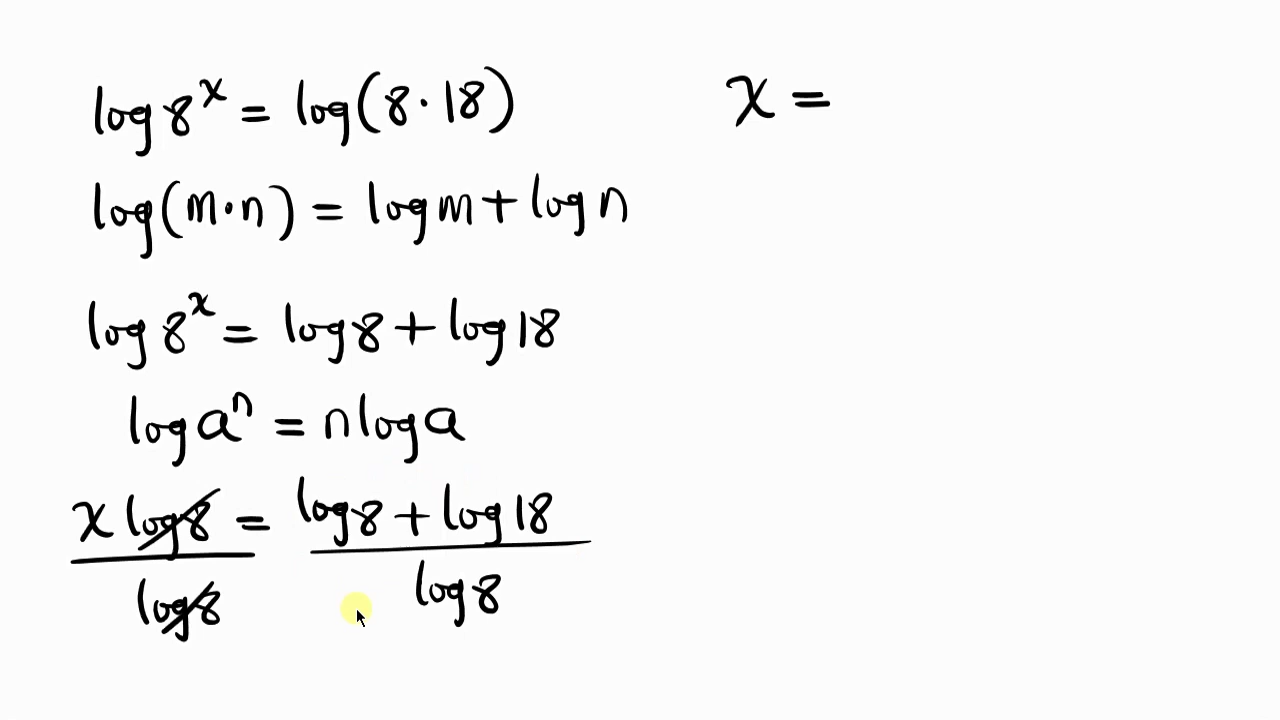 log 8^x = log(8·18)
log(m·n) = log m + log n
log 8^x = log 8 + log 18
log a^n = n log a
x log 8 = log 8 + log 18
log 8 log 8
x =